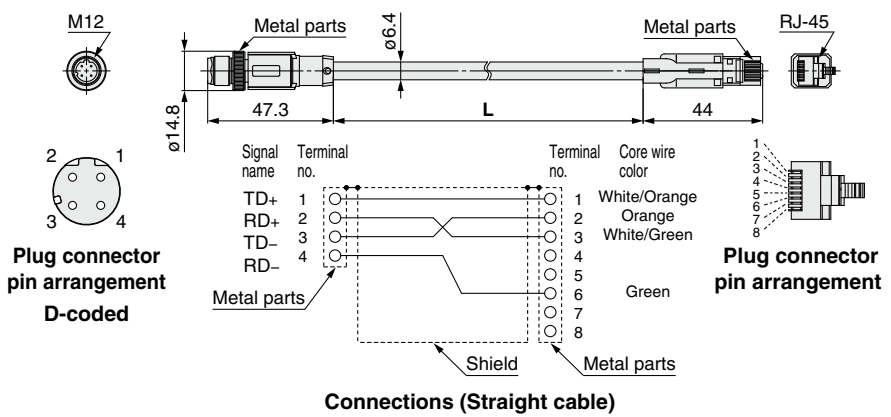 M12
Metal parts
ø6.4
Metal parts
RJ-45
ø14.8
47.3
L
44
2 1
3 4
Plug connector
pin arrangement
D-coded
Signal name
Terminal no.
TD+ 1
RD+ 2
TD− 3
RD− 4
Metal parts
Terminal no.
Core wire color
1 White/Orange
2 Orange
3 White/Green
4
5
6 Green
7
8
Shield
Metal parts
1
2
3
4
5
6
7
8
Plug connector
pin arrangement
Connections (Straight cable)